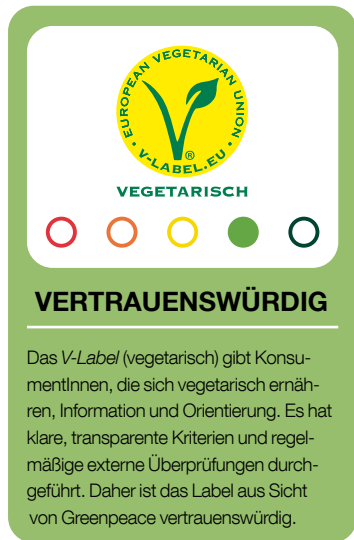 EUROPEAN VEGETARIAN UNION
V-LABEL.EU
®
VEGETARISCH
VERTRAUENSWÜRDIG
Das V-Label (vegetarisch) gibt Konsu-
mentInnen, die sich vegetarisch ernäh-
ren, Information und Orientierung. Es hat
klare, transparente Kriterien und regel-
mäßige externe Überprüfungen durch-
geführt. Daher ist das Label aus Sicht
von Greenpeace vertrauenswürdig.